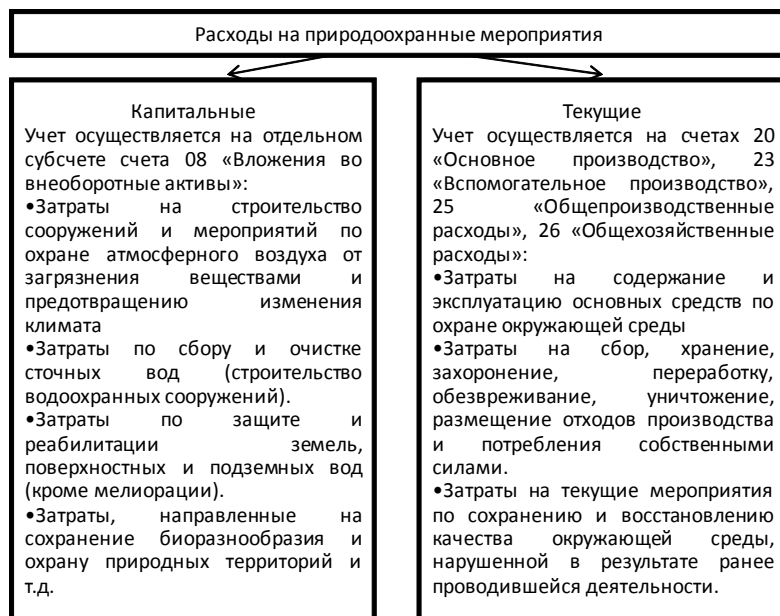 Расходы на природоохранные мероприятия
Капитальные
Учет осуществляется на отдельном
субсчете счета 08 «Вложения во
внеоборотные активы»:
•Затраты на строительство
сооружений и мероприятий по
охране атмосферного воздуха от
загрязнения веществами и
предотвращению изменения
климата
•Затраты по сбору и очистке
сточных вод (строительство
водоохранных сооружений).
•Затраты по защите и
реабилитации земель,
поверхностных и подземных вод
(кроме мелиорации).
•Затраты, направленные на
сохранение биоразнообразия и
охрану природных территорий и
т.д.
Текущие
Учет осуществляется на счетах 20
«Основное производство», 23
«Вспомогательное производство»,
25 «Общепроизводственные
расходы», 26 «Общехозяйственные
расходы»:
•Затраты на содержание и
эксплуатацию основных средств по
охране окружающей среды
•Затраты на сбор, хранение,
захоронение, переработку,
обезвреживание, уничтожение,
размещение отходов производства
и потребления собственными
силами.
•Затраты на текущие мероприятия
по сохранению и восстановлению
качества окружающей среды,
нарушенной в результате ранее
проводившейся деятельности.